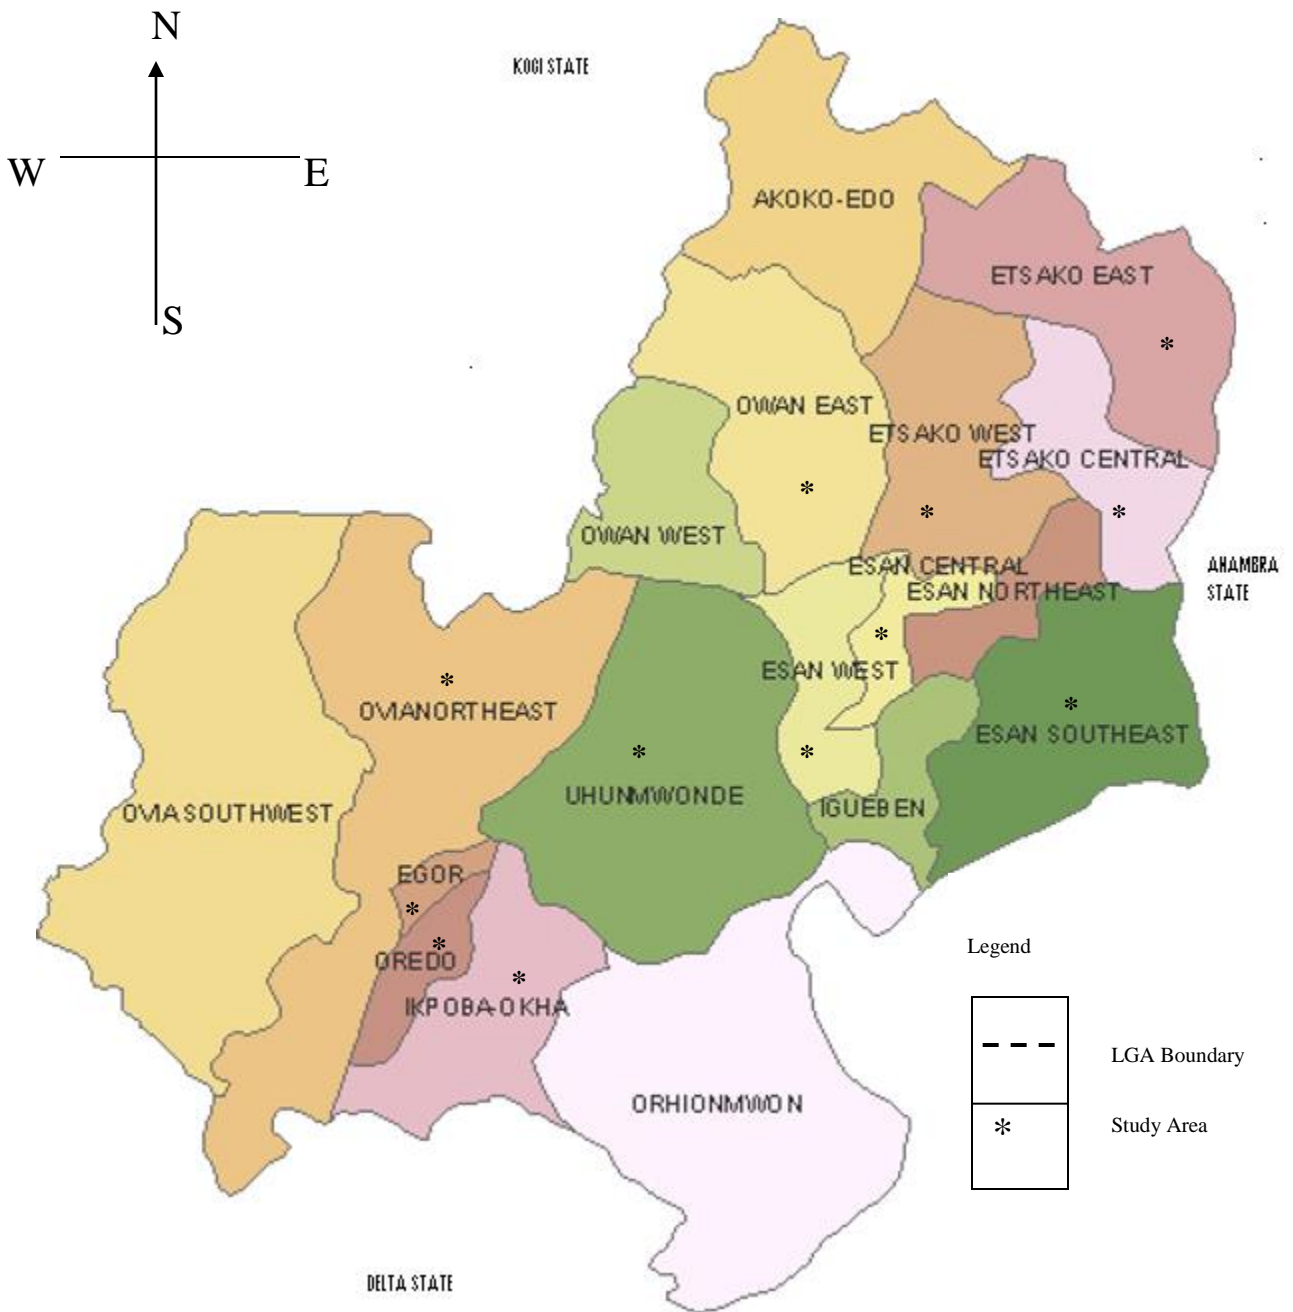 N
KOGI STATE
W
E
S
AKOKO-EDO
ETSAKO EAST
*
OWAN EAST
ETSAKO WEST
ETSAKO CENTRAL
*
*
*
OWAN WEST
ESAN CENTRAL
ANAMBRA
STATE
ESAN NORTHEAST
*
ESAN WEST
*
OVIANORTHEAST
*
ESAN SOUTHEAST
*
*
UHUNMWONDE
OVIASOUTHWEST
IGUEBEN
EGOR
*
*
OREDO
Legend
*
IKPOBA-OKHA
LGA Boundary
ORHIONMWON
* Study Area
DELTA STATE